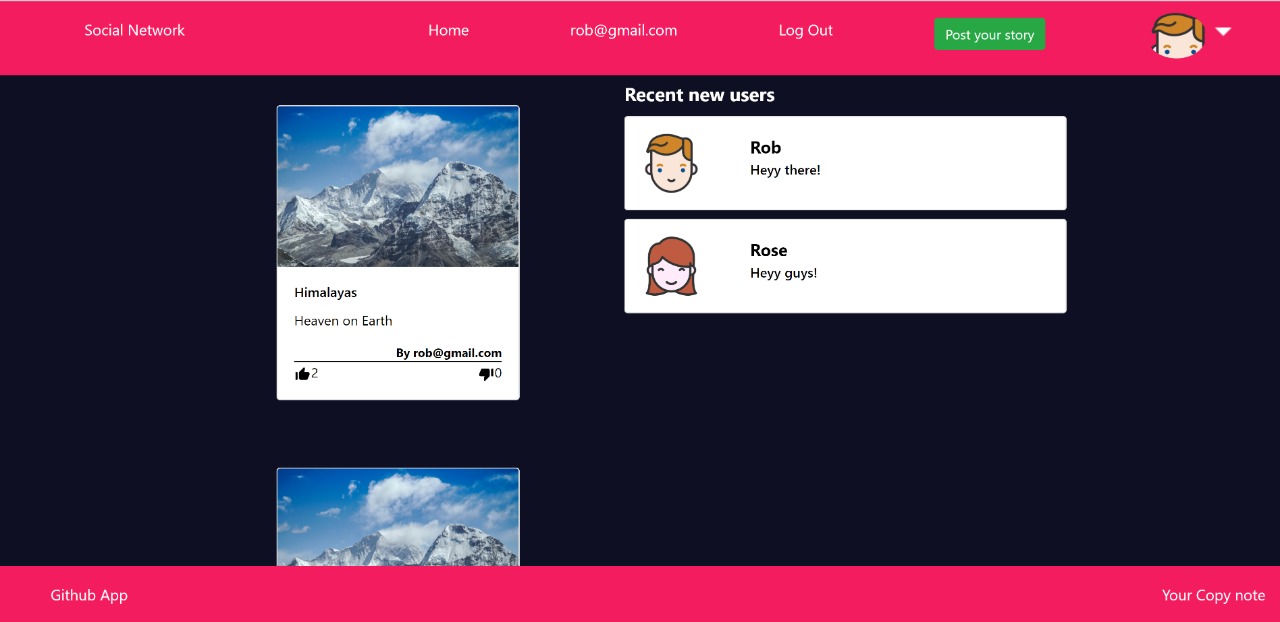 Social Network
Home
rob@gmail.com
Log Out
Post your story
Himalayas
Heaven on Earth
By rob@gmail.com
2
0
Recent new users
Rob
Heyy there!
Rose
Heyy guys!
Github App
Your Copy note